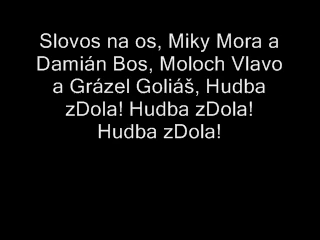 Slovos na os, Miky Mora a
Damián Bos, Moloch Vlavo
a Grázel Goliáš, Hudba
zDola! Hudba zDola!
Hudba zDola!